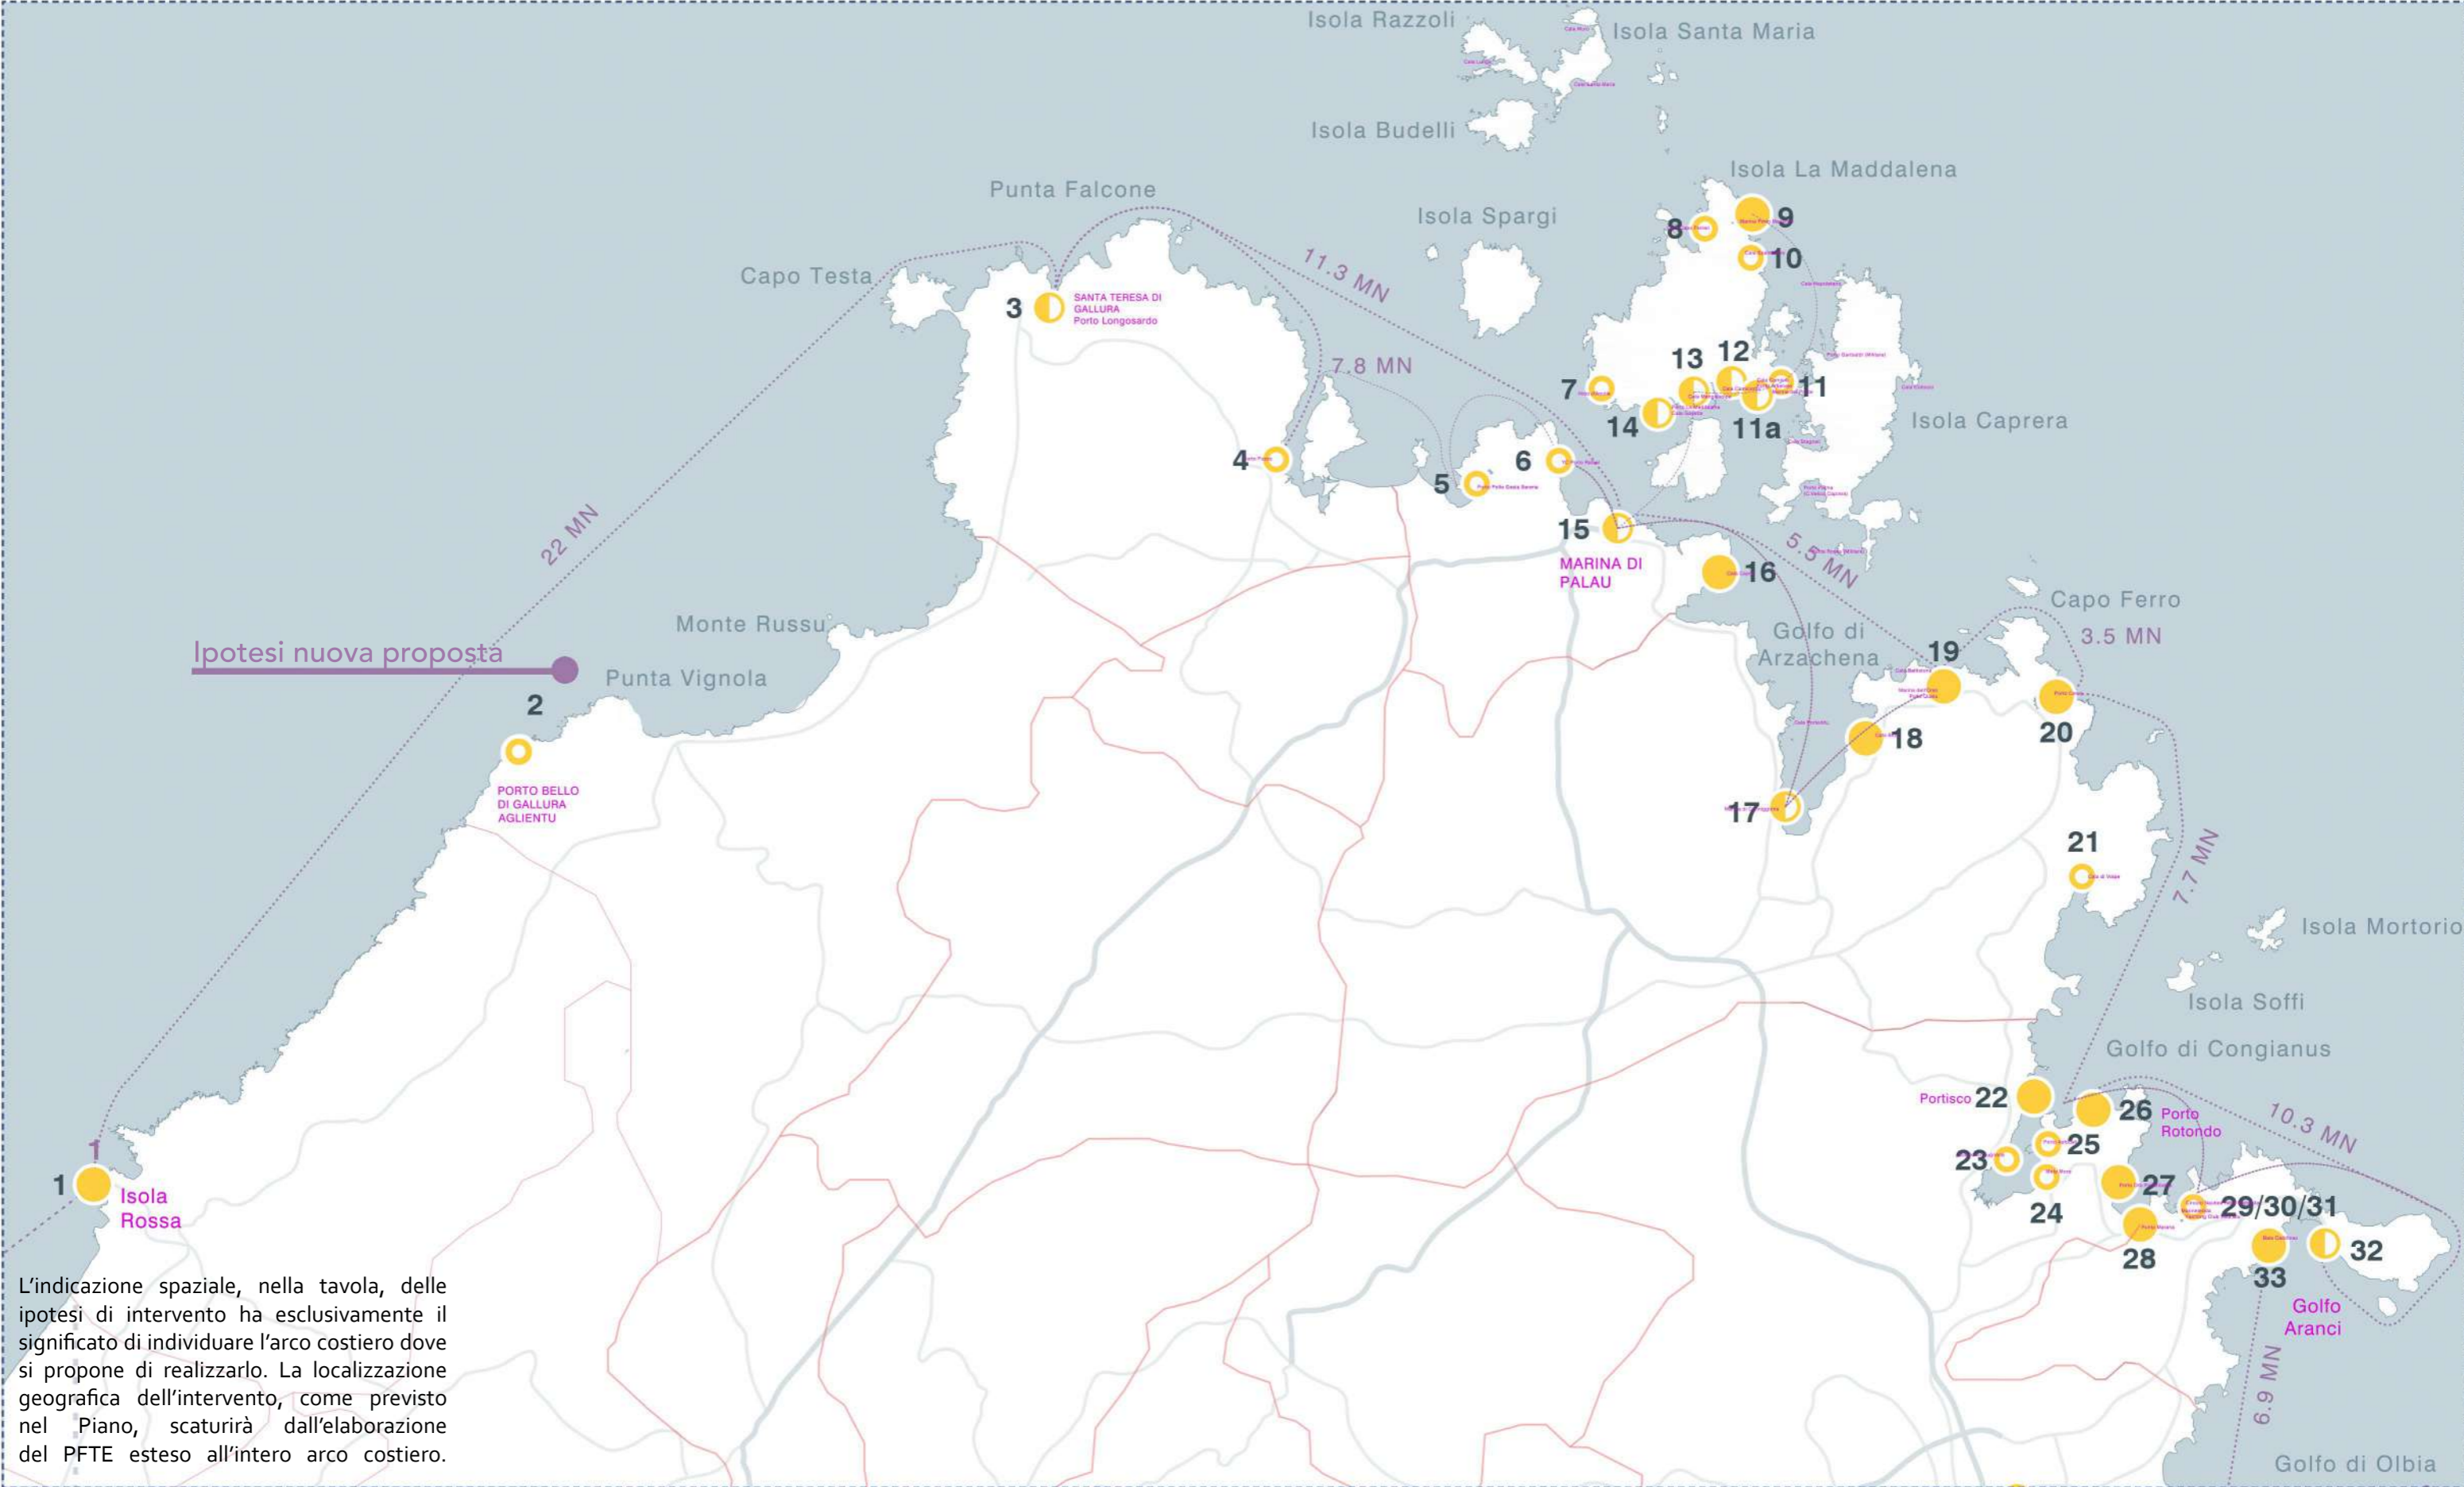 Isola Razzoli
Isola Santa Maria
Isola Budelli
Isola La Maddalena
Punta Falcone
Isola Spargi
8
9
10
Capo Testa
11.3 MN
3
SANTA TERESA DI
GALLURA
Porto Longosardo
7.8 MN
13
12
7
11
14
11a
Isola Caprera
4
5
6
15
MARINA DI
PALAU
16
5.5 MN
22 MN
Capo Ferro
3.5 MN
Monte Russu
Golfo di
Arzachena
19
Ipotesi nuova proposta
Punta Vignola
2
20
18
PORTO BELLO
DI GALLURA
AGLIENTU
17
21
7.7 MN
Isola Mortorio
Isola Soffi
Golfo di Congianus
Portisco
22
26
Porto
Rotondo
10.3 MN
25
23
1
1
Isola
Rossa
27
24
29/30/31
28
32
33
Golfo
Aranci
6.9 MN
Golfo di Olbia
L'indicazione spaziale, nella tavola, delle
ipotesi di intervento ha esclusivamente il
significato di individuare l'arco costiero dove
si propone di realizzarlo. La localizzazione
geografica dell'intervento, come previsto
nel Piano, scaturirà dall'elaborazione
del PFTE esteso all'intero arco costiero.